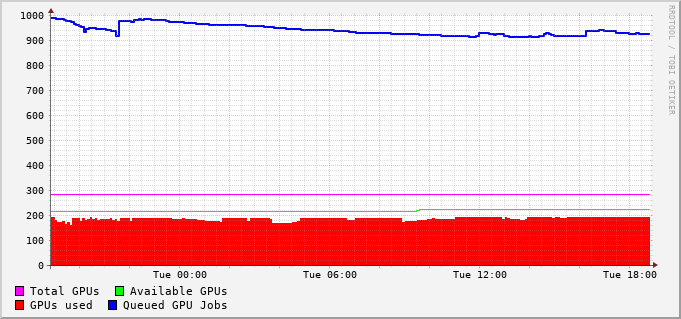 1000
900
800
700
600
500
400
300
200
100
0
Tue 00:00 Tue 06:00 Tue 12:00 Tue 18:00
Total GPUs Available GPUs
GPUs used Queued GPU Jobs
RRDTOOL / TOBI OETIKER